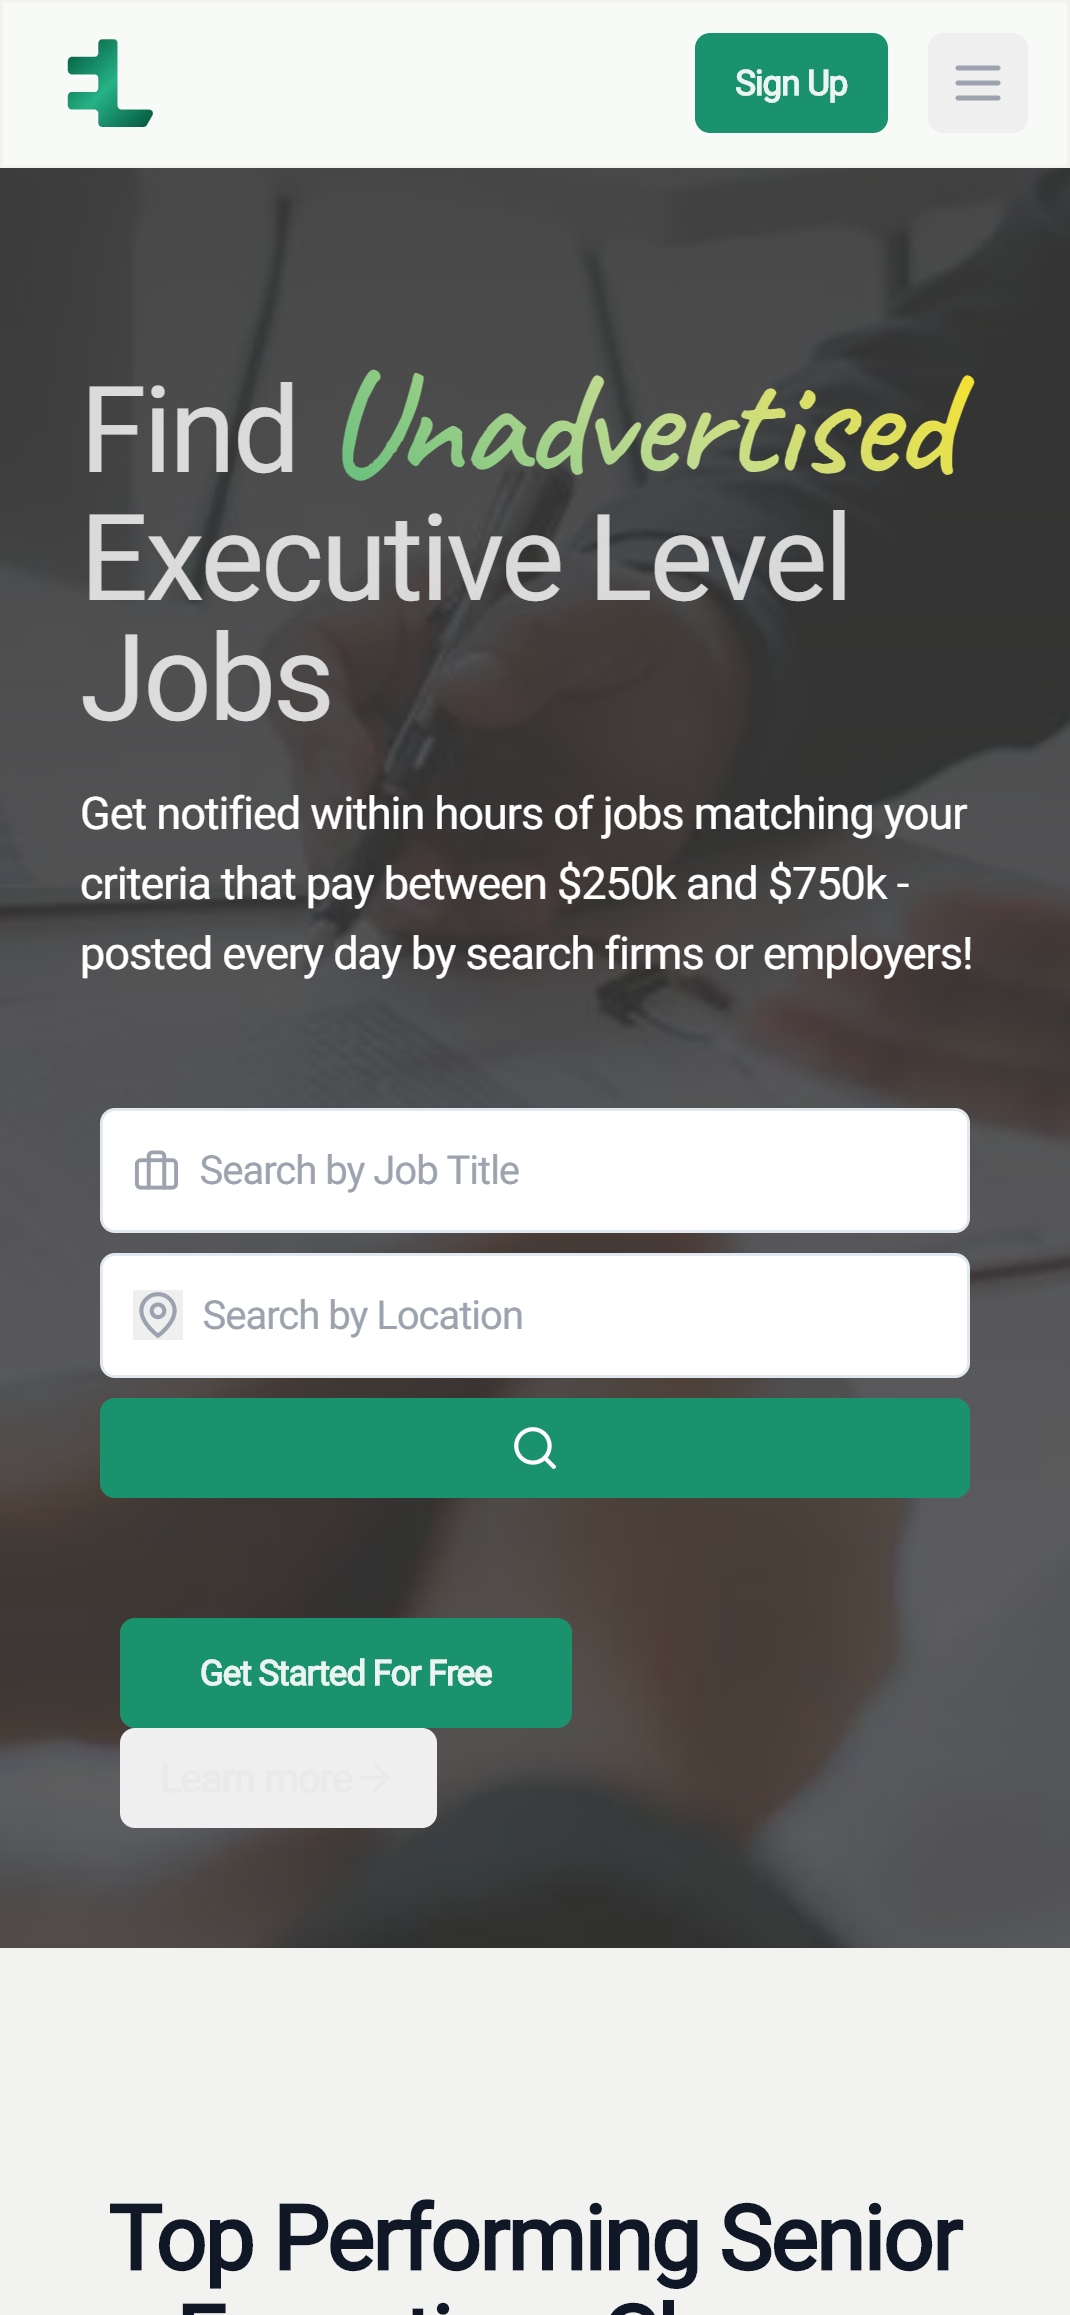 Sign Up
Find Unadvertised
Executive Level
Jobs
Get notified within hours of jobs matching your
criteria that pay between $250k and $750k -
posted every day by search firms or employers!
Search by Job Title
Search by Location
Get Started For Free
Learn more
Top Performing Senior